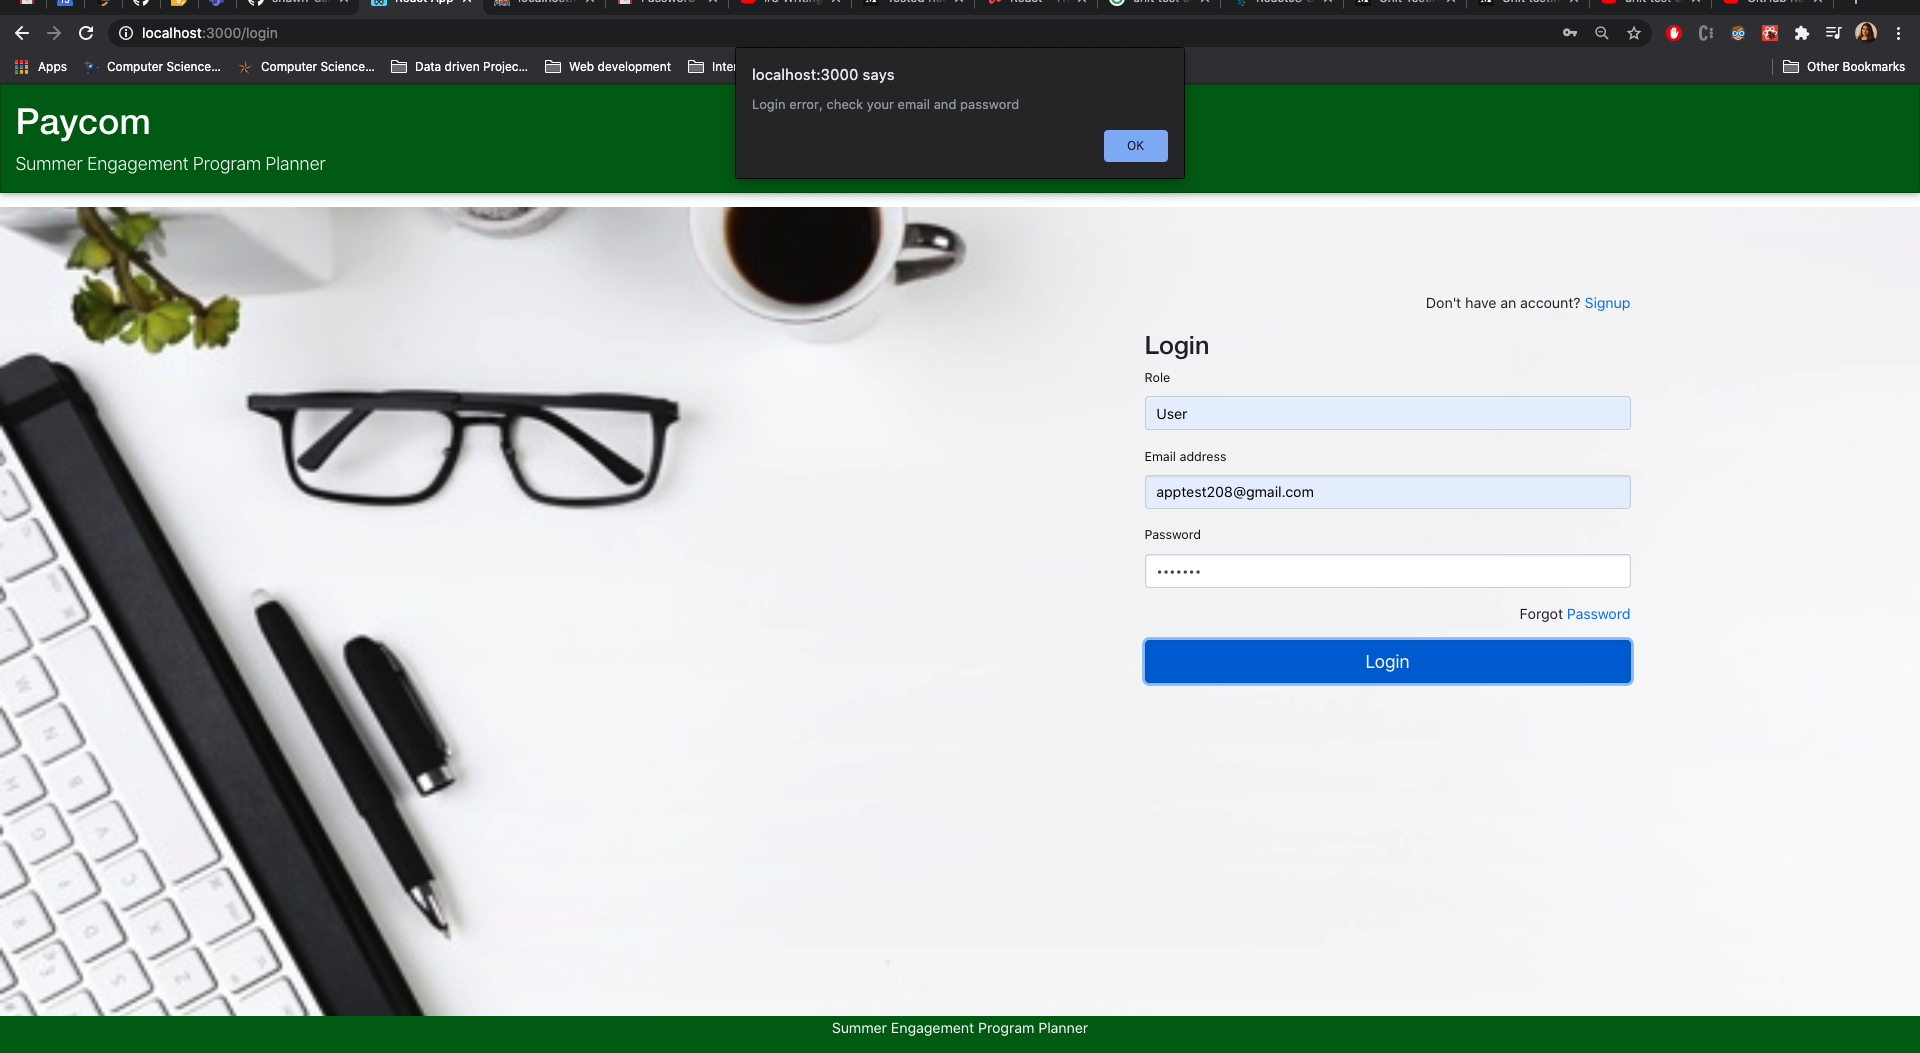 React App
localhost:3000/login
Apps
Computer Science...
Computer Science...
Data driven Projec...
Web development
Other Bookmarks
localhost:3000 says
Login error, check your email and password
OK
Paycom
Summer Engagement Program Planner
Don't have an account? Signup
Login
Role
User
Email address
apptest208@gmail.com
Password
•••••••
Forgot Password
Login
Summer Engagement Program Planner